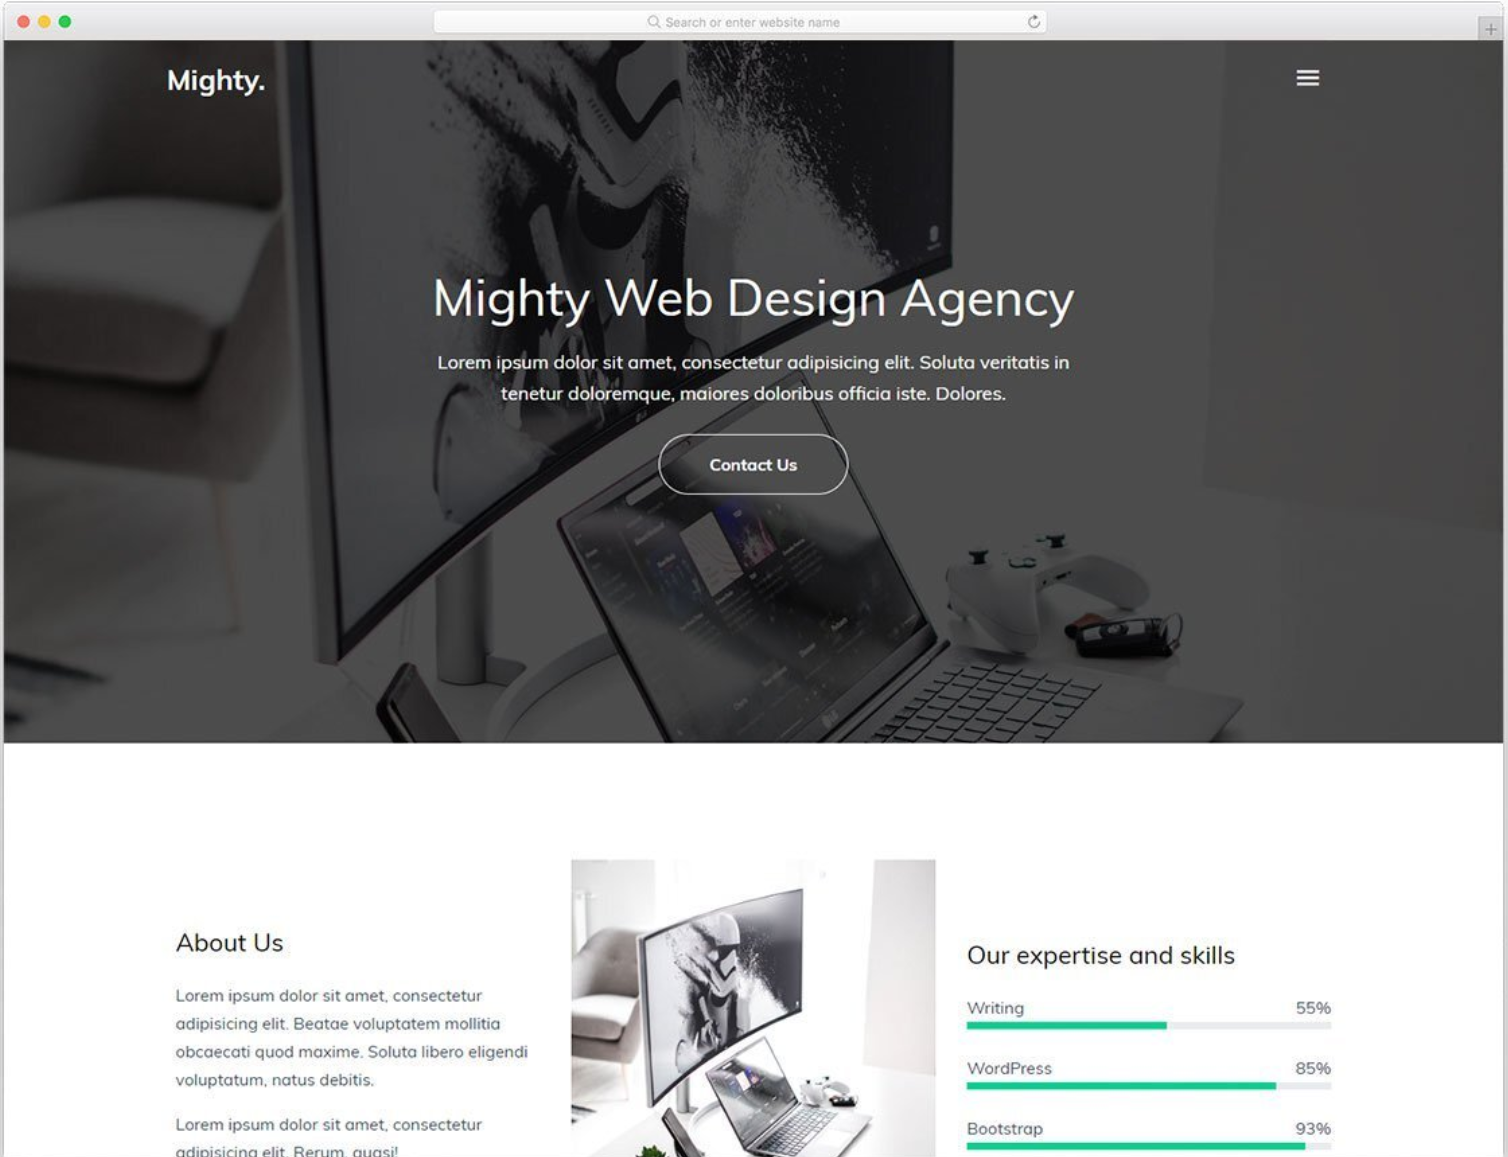 Search or enter website name
Mighty.
Mighty Web Design Agency
Lorem ipsum dolor sit amet, consectetur adipisicing elit. Soluta veritatis in
tenetur doloremque, maiores doloribus officia iste. Dolores.
Contact Us
About Us
Lorem ipsum dolor sit amet, consectetur
adipisicing elit. Beatae voluptatem mollitia
obcaecati quod maxime. Soluta libero eligendi
voluptatum, natus debitis.
Lorem ipsum dolor sit amet, consectetur
adipisicing elit. Rerum, quasi!
Our expertise and skills
Writing 55%
WordPress 85%
Bootstrap 93%